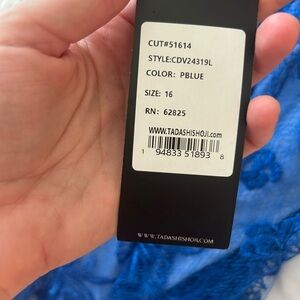 CUT#51614
STYLE:CDV24319L
COLOR: PBLUE
SIZE: 16
RN: 62825
WWW.TADASHISHOJI.COM
1 94833 51893 8
WWW.TADASHISHOJI.COM